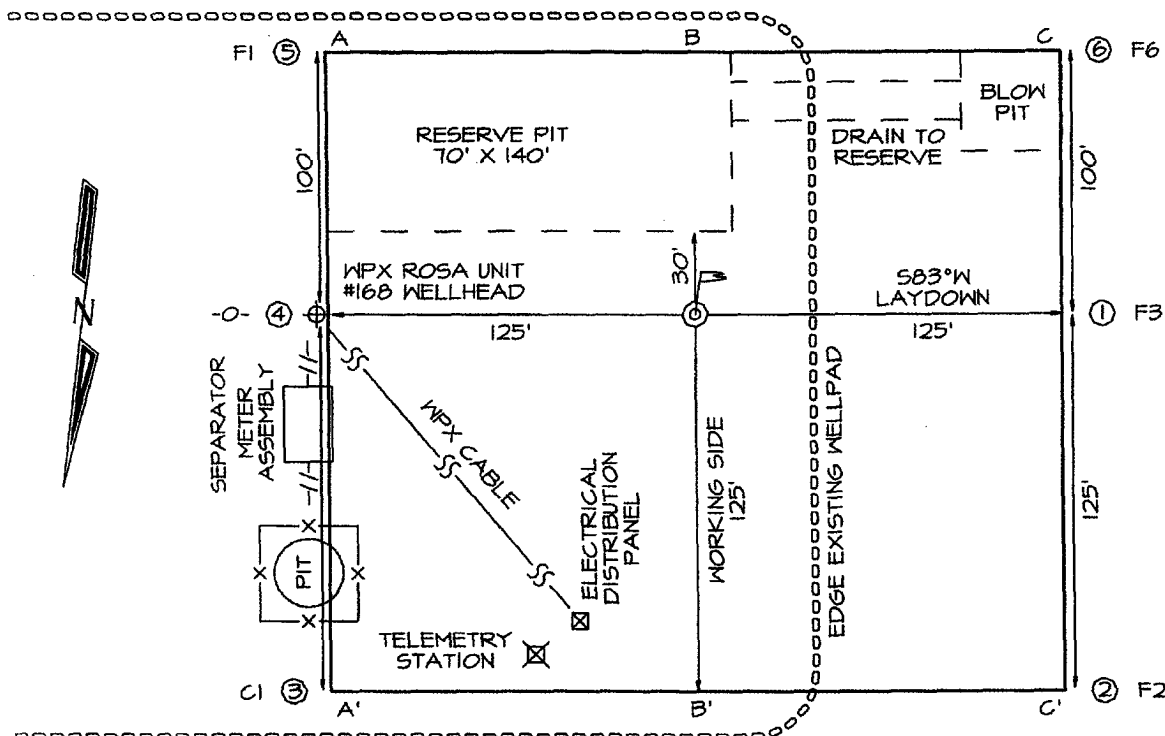 A
B
C
F1 ⑤
⑥ F6
BLOW
PIT
RESERVE PIT
70' X 140'
DRAIN TO
RESERVE
100'
100'
N
30'
WPX ROSA UNIT
#168 WELLHEAD
S83°W
LAYDOWN
-0- ④
125'
125'
① F3
SEPARATOR
METER
ASSEMBLY
WPX CABLE
ELECTRICAL
DISTRIBUTION
PANEL
WORKING SIDE
125'
EDGE EXISTING WELLPAD
125'
PIT
TELEMETRY
STATION
C1 ③
② F2
A'
B'
C'